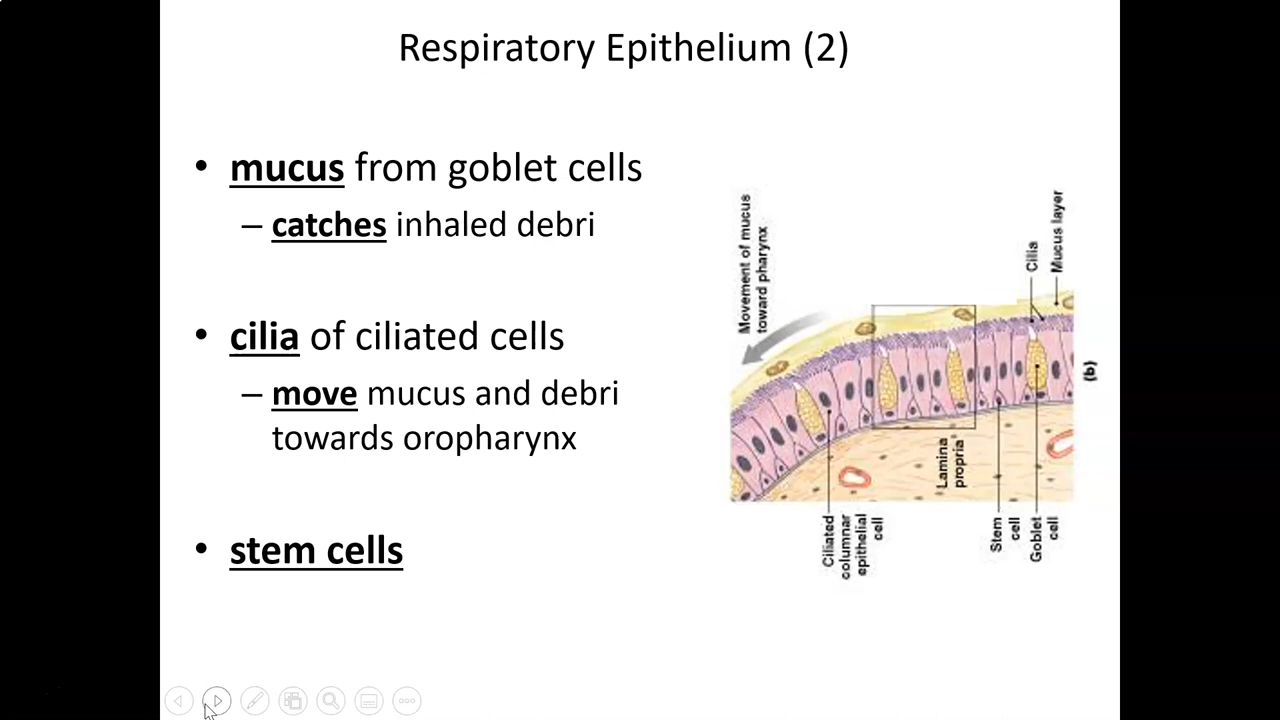 Respiratory Epithelium (2)
• mucus from goblet cells
– catches inhaled debri
• cilia of ciliated cells
– move mucus and debri
towards oropharynx
• stem cells
Movement of mucus
toward pharynx
Cilia
Mucus layer
(b)
Lamina
propria
Ciliated
columnar
epithelial
cell
Stem
cell
Goblet
cell